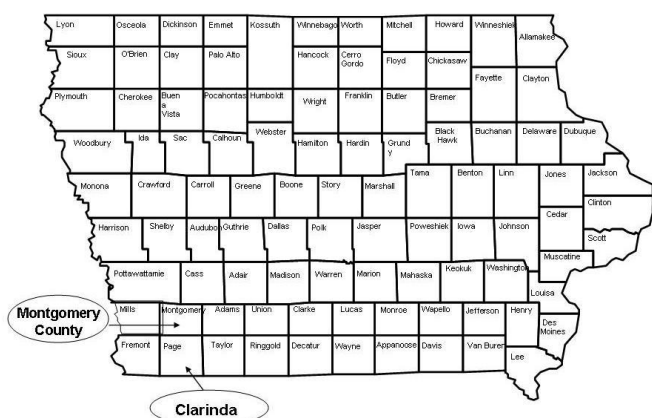 Lyon Osceola Dickinson Emmet Kossuth Winnebago Worth Mitchell Howard Winneshiek Allamakee
Sioux O'Brien Clay Palo Alto Hancock Cerro
Gordo Floyd Chickasaw Fayette Clayton
Plymouth Cherokee Buen
a
Vista Pocahontas Humboldt Wright Franklin Butler Bremer
Woodbury Ida Sac Calhoun Webster Hamilton Hardin Grund
y Black
Hawk Buchanan Delaware Dubuque
Monona Crawford Carroll Greene Boone Story Marshall Tama Benton Linn Jones Jackson
Clinton
Cedar
Harrison Shelby Audubon Guthrie Dallas Polk Jasper Poweshiek Iowa Johnson Scott
Muscatine
Pottawattamie Cass Adair Madison Warren Marion Mahaska Keokuk Washington
Louisa
Mills Montgomery Adams Union Clarke Lucas Monroe Wapello Jefferson Henry
Des
Moines
Fremont Page Taylor Ringgold Decatur Wayne Appanoose Davis Van Buren
Lee
Montgomery
County
Clarinda